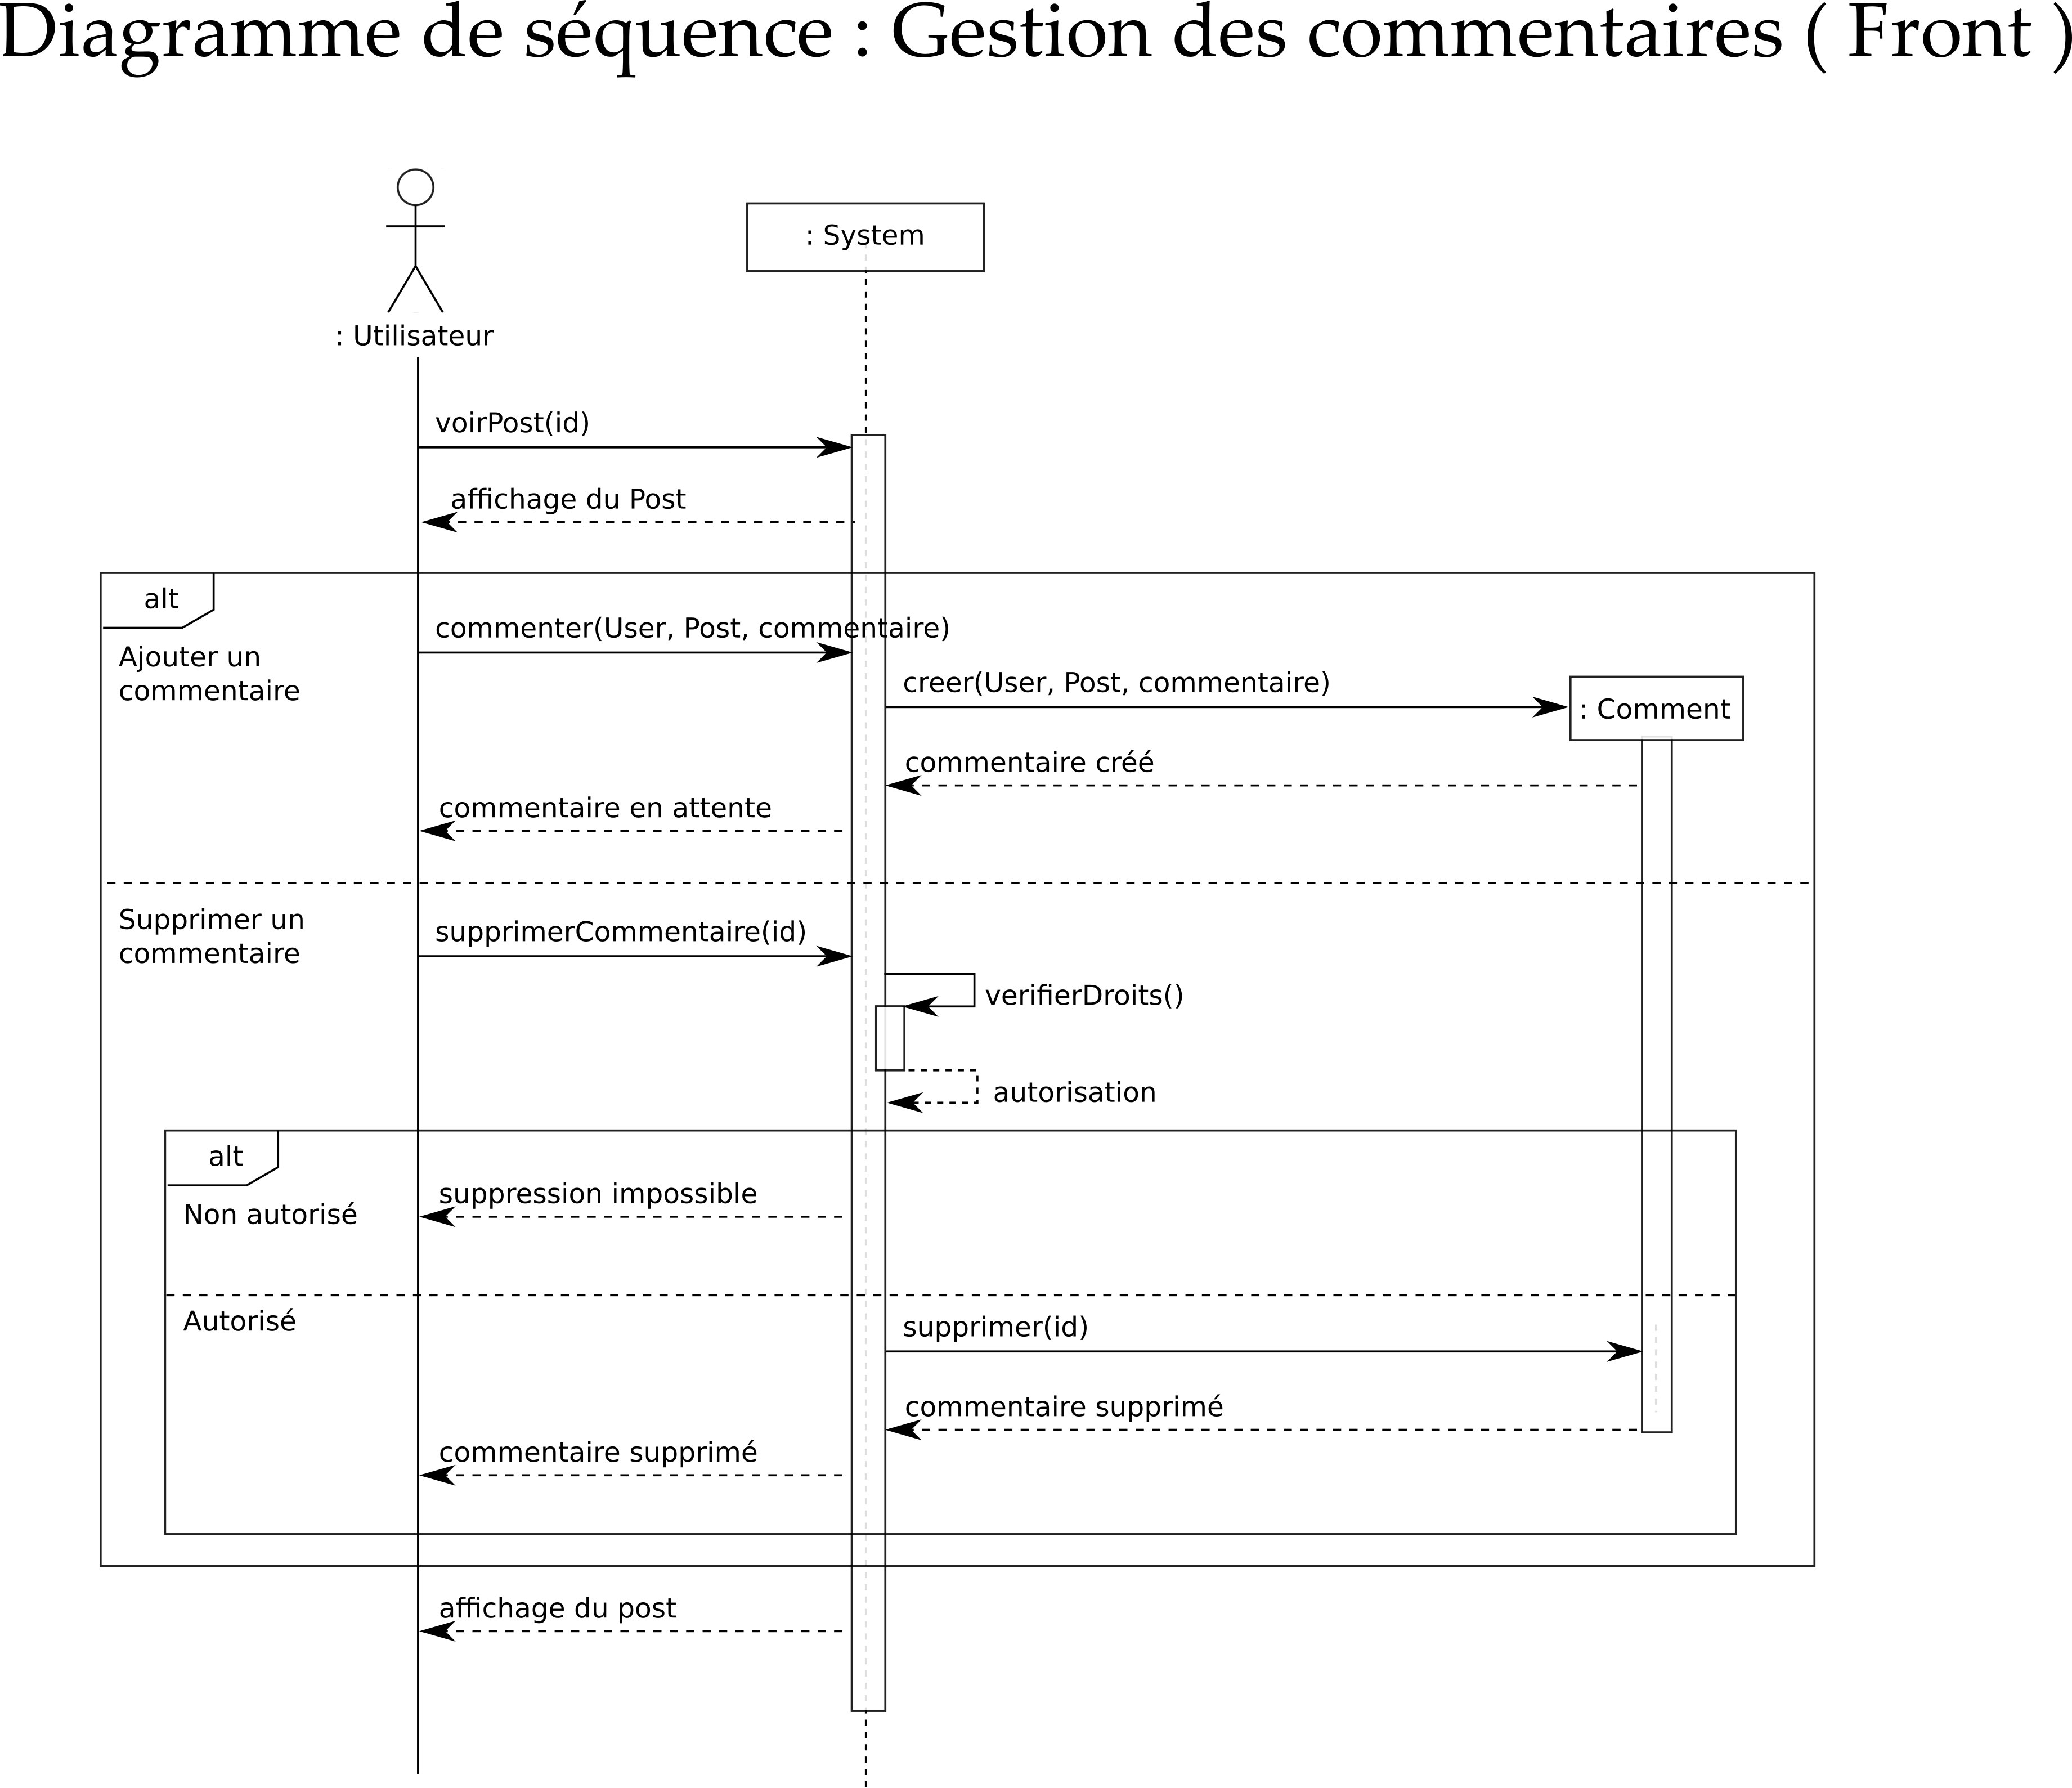 Diagramme de séquence : Gestion des commentaires ( Front )
: System
: Utilisateur
voirPost(id)
affichage du Post
alt
commenter(User, Post, commentaire)
Ajouter un
commentaire
creer(User, Post, commentaire)
: Comment
commentaire créé
commentaire en attente
Supprimer un
commentaire
supprimerCommentaire(id)
verifierDroits()
autorisation
alt
suppression impossible
Non autorisé
Autorisé
supprimer(id)
commentaire supprimé
commentaire supprimé
affichage du post